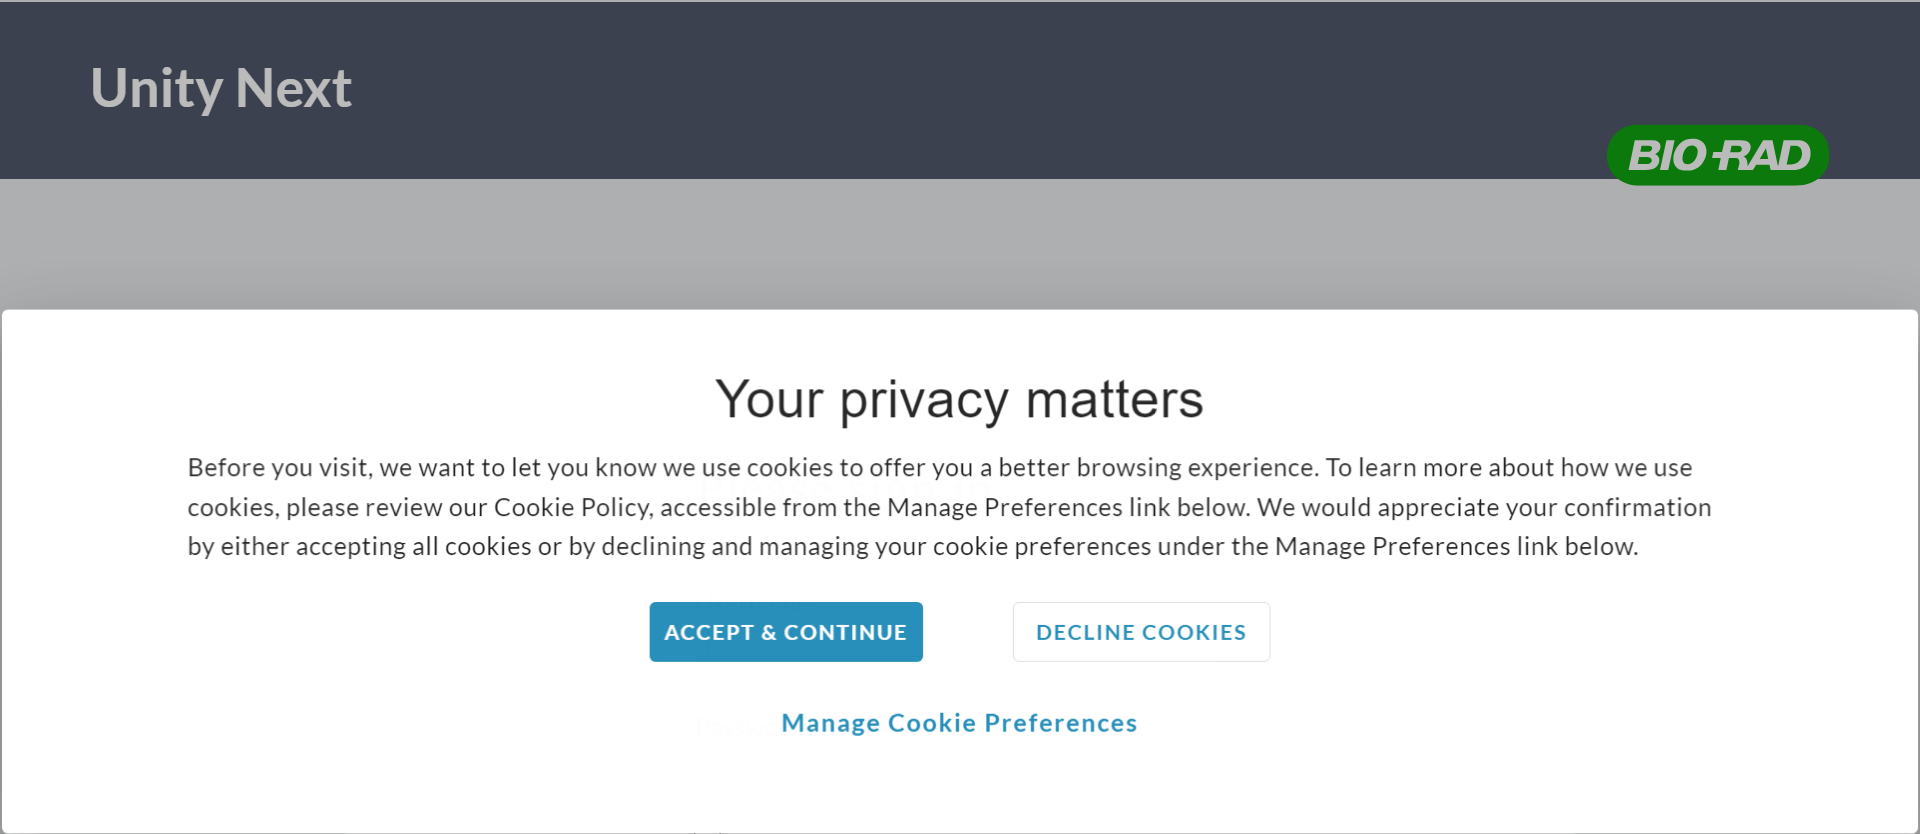 Unity Next
BIO-RAD
Your privacy matters
Before you visit, we want to let you know we use cookies to offer you a better browsing experience. To learn more about how we use
cookies, please review our Cookie Policy, accessible from the Manage Preferences link below. We would appreciate your confirmation
by either accepting all cookies or by declining and managing your cookie preferences under the Manage Preferences link below.
ACCEPT & CONTINUE
DECLINE COOKIES
Manage Cookie Preferences